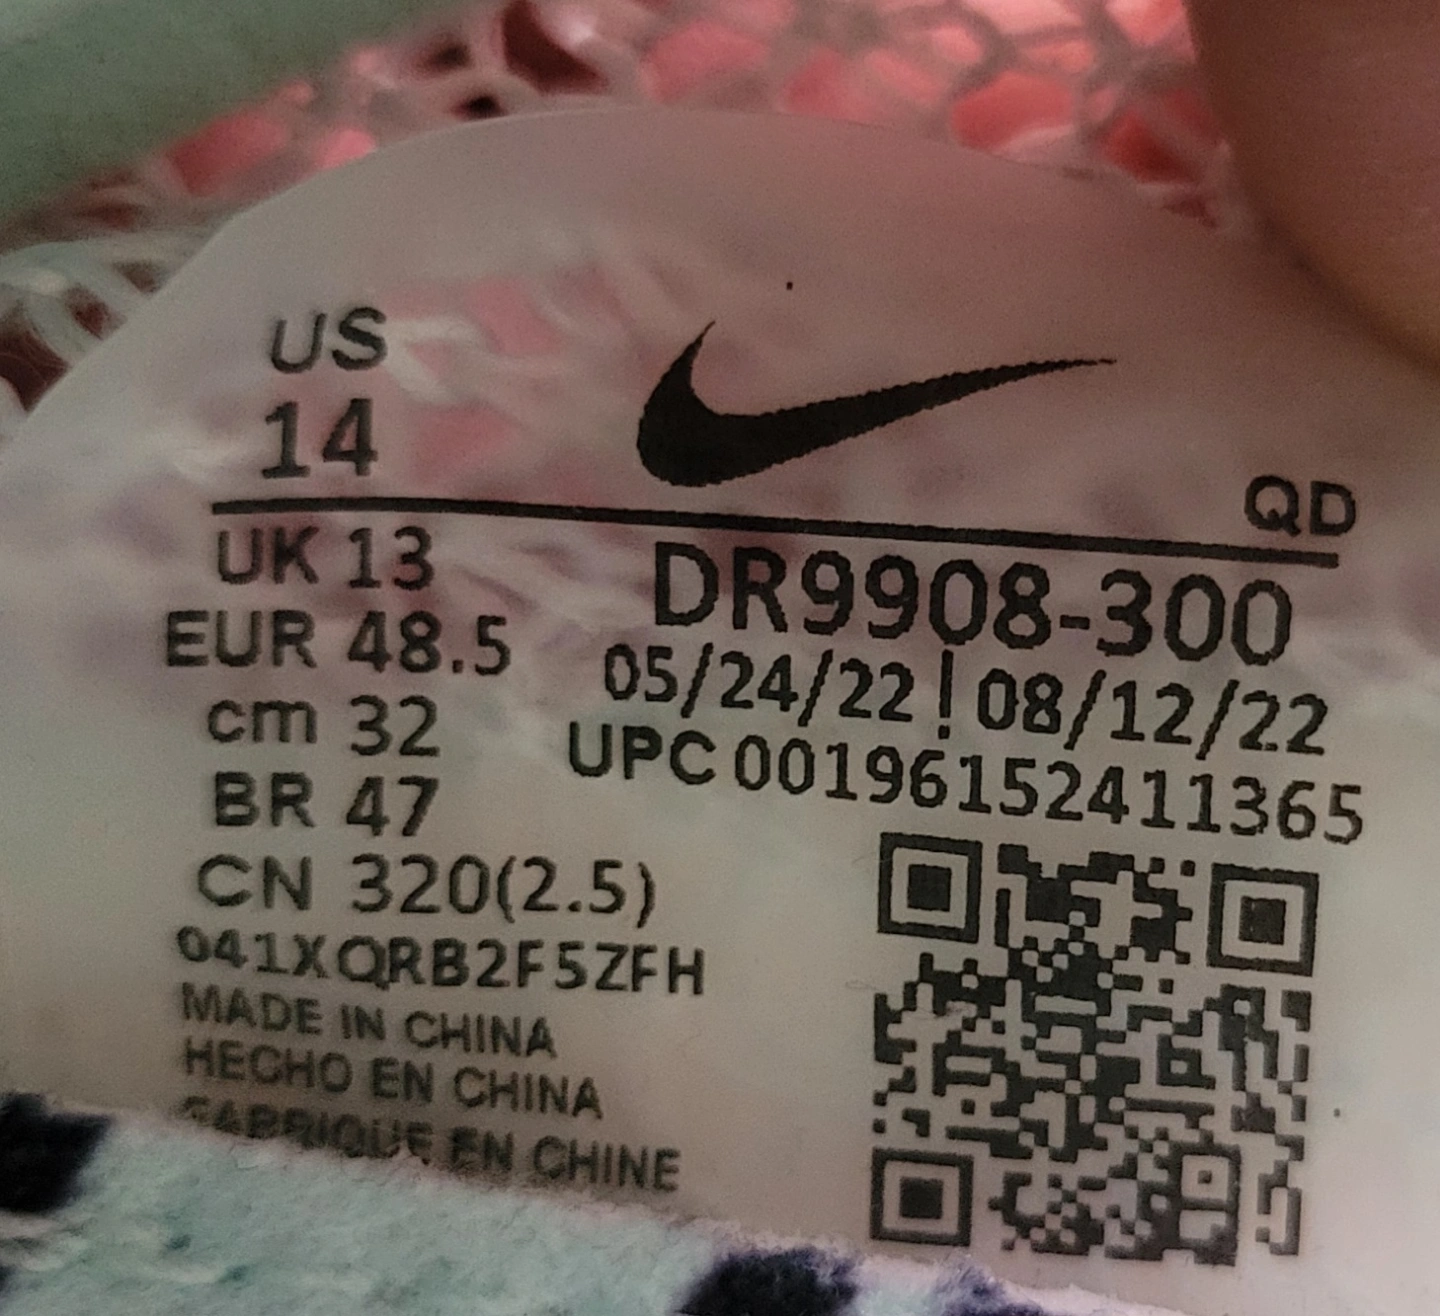 US
14
QD
UK 13
EUR 48.5
cm 32
BR 47
CN 320(2.5)
041XQRB2F5ZFH
MADE IN CHINA
HECHO EN CHINA
FABRIQUE EN CHINE
DR9908-300
05/24/22 ! 08/12/22
UPC 00196152411365